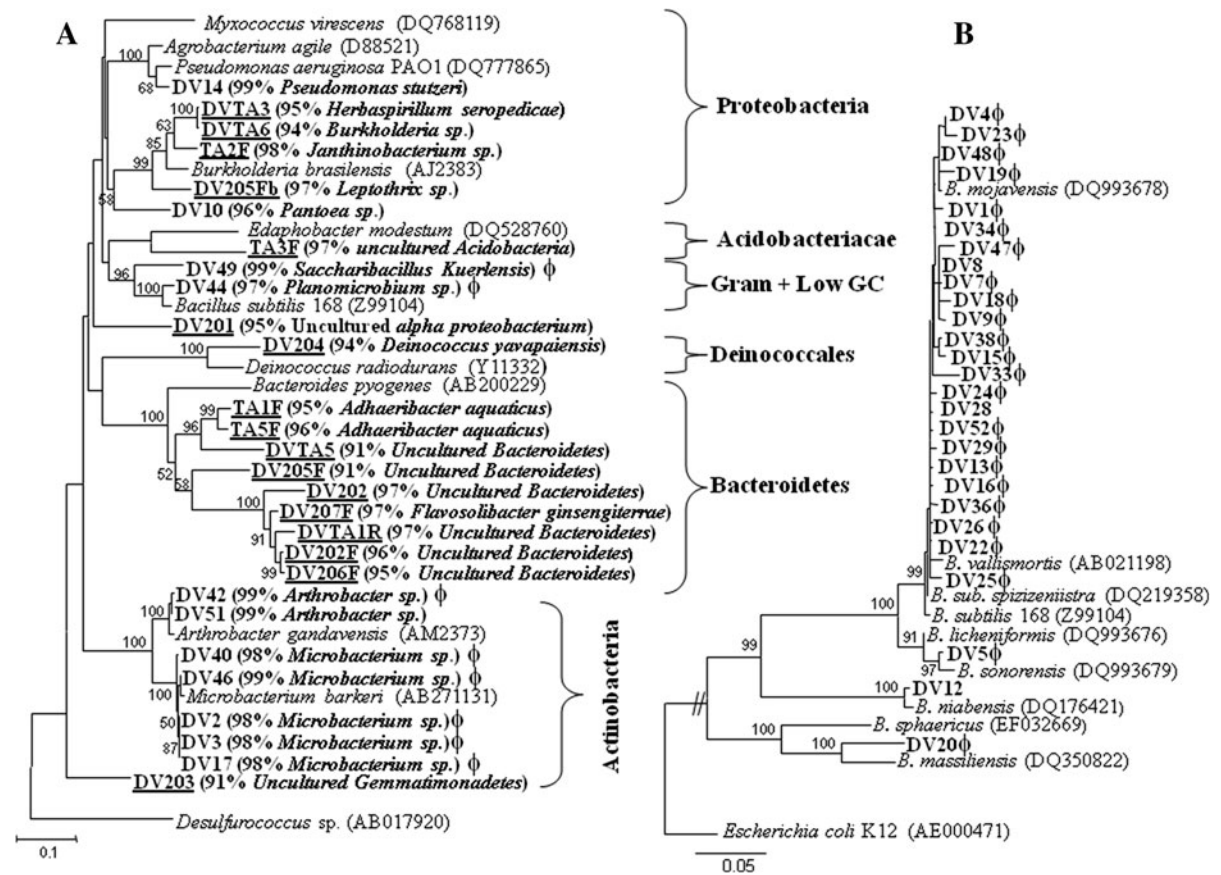 A
Myxococcus virescens (DQ768119)
100
Agrobacterium agile (D88521)
Pseudomonas aeruginosa PAO1(DQ777865)
68
DV14 (99% Pseudomonas stutzeri)
100
DVTA3 (95% Herbaspirillum seropedicae)
63
DVTA6 (94% Burkholderia sp.)
85
TA2F (98% Janthinobacterium sp.)
99
Burkholderia brasilensis (AJ2383)
DV205Fb (97% Leptothrix sp.)
58
DV10 (96% Pantoea sp.)
Edaphobacter modestum (DQ528760)
TA3F (97% uncultured Acidobacteria)
96
DV49 (99% Saccharibacillus Kuerlensis) ϕ
100
DV44 (97% Planomicrobium sp.) ϕ
Bacillus subtilis 168 (Z99104)
DV201 (95% Uncultured alpha proteobacterium)
100
DV204 (94% Deinococcus yavapaiensis)
Deinococcus radiodurans (Y11332)
Bacteroides pyogenes (AB200229)
100
99
TA1F (95% Adhaeribacter aquaticus)
96
TA5F (96% Adhaeribacter aquaticus)
DVTA5 (91% Uncultured Bacteroidetes)
52
58
DV205F (91% Uncultured Bacteroidetes)
100
DV202 (97% Uncultured Bacteroidetes)
DV207F (97% Flavosolibacter ginsengiterrae)
91
DVTA1R (97% Uncultured Bacteroidetes)
DV202F (96% Uncultured Bacteroidetes)
99
DV206F (95% Uncultured Bacteroidetes)
DV42 (99% Arthrobacter sp.) ϕ
100
DV51 (99% Arthrobacter sp.)
100
Arthrobacter gandavensis (AM2373)
DV40 (98% Microbacterium sp.) ϕ
DV46 (99% Microbacterium sp.) ϕ
100
Microbacterium barkeri (AB271131)
50
DV2 (98% Microbacterium sp.)ϕ
87
DV3 (98% Microbacterium sp.)ϕ
DV17 (98% Microbacterium sp.) ϕ
DV203 (91% Uncultured Gemmatimonadetes)
Desulfurococcus sp. (AB017920)
0.1
Proteobacteria
Acidobacteriacae
Gram + Low GC
Deinococcales
Bacteroidetes
Actinobacteria
B
DV4ϕ
DV23ϕ
DV48ϕ
DV19ϕ
B. mojavensis (DQ993678)
DV1ϕ
DV34ϕ
DV47ϕ
DV8
DV7ϕ
DV18ϕ
DV9ϕ
DV38ϕ
DV15ϕ
DV33ϕ
DV24ϕ
DV28
DV52ϕ
DV29ϕ
DV13ϕ
DV16ϕ
DV36ϕ
DV26 ϕ
DV22ϕ
B. vallismortis (AB021198)
99
DV25ϕ
B. sub. spizizeniistra (DQ219358)
100
B. subtilis 168 (Z99104)
91
B. licheniformis (DQ993676)
DV5ϕ
97
B. sonorensis (DQ993679)
99
DV12
100
B. niabensis (DQ176421)
//
B. sphaericus (EF032669)
100
DV20ϕ
100
B. massiliensis (DQ350822)
Escherichia coli K12 (AE000471)
0.05